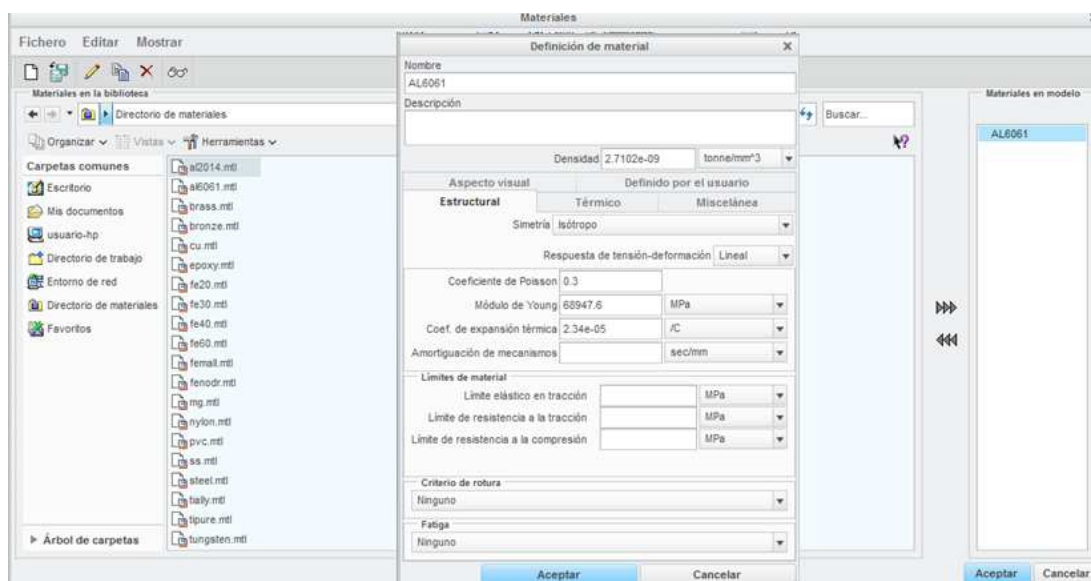 Materiales
Fichero Editar Mostrar
Materiales en la biblioteca
Directorio de materiales
Buscar...
Organizar Vistas Herramientas
Carpetas comunes
Escritorio
Mis documentos
usuario-hp
Directorio de trabajo
Entorno de red
Directorio de materiales
Favoritos
Árbol de carpetas
al2014.mtl
al6061.mtl
brass.mtl
bronze.mtl
cu.mtl
epoxy.mtl
fe20.mtl
fe30.mtl
fe40.mtl
fe60.mtl
femall.mtl
fenodr.mtl
mg.mtl
nylon.mtl
pvc.mtl
ss.mtl
steel.mtl
tially.mtl
tipure.mtl
tungsten.mtl
Definición de material
Nombre
AL6061
Descripción
Densidad 2.7102e-09 tonne/mm^3
Aspecto visual Definido por el usuario
Estructural Térmico Miscelánea
Simetría Isótropo
Respuesta de tensión-deformación Lineal
Coeficiente de Poisson 0.3
Módulo de Young 68947.6 MPa
Coef. de expansión térmica 2.34e-05 /C
Amortiguación de mecanismos sec/mm
Límites de material
Límite elástico en tracción MPa
Límite de resistencia a la tracción MPa
Límite de resistencia a la compresión MPa
Criterio de rotura
Ninguno
Fatiga
Ninguno
Aceptar Cancelar
Materiales en modelo
AL6061
Aceptar Cancelar